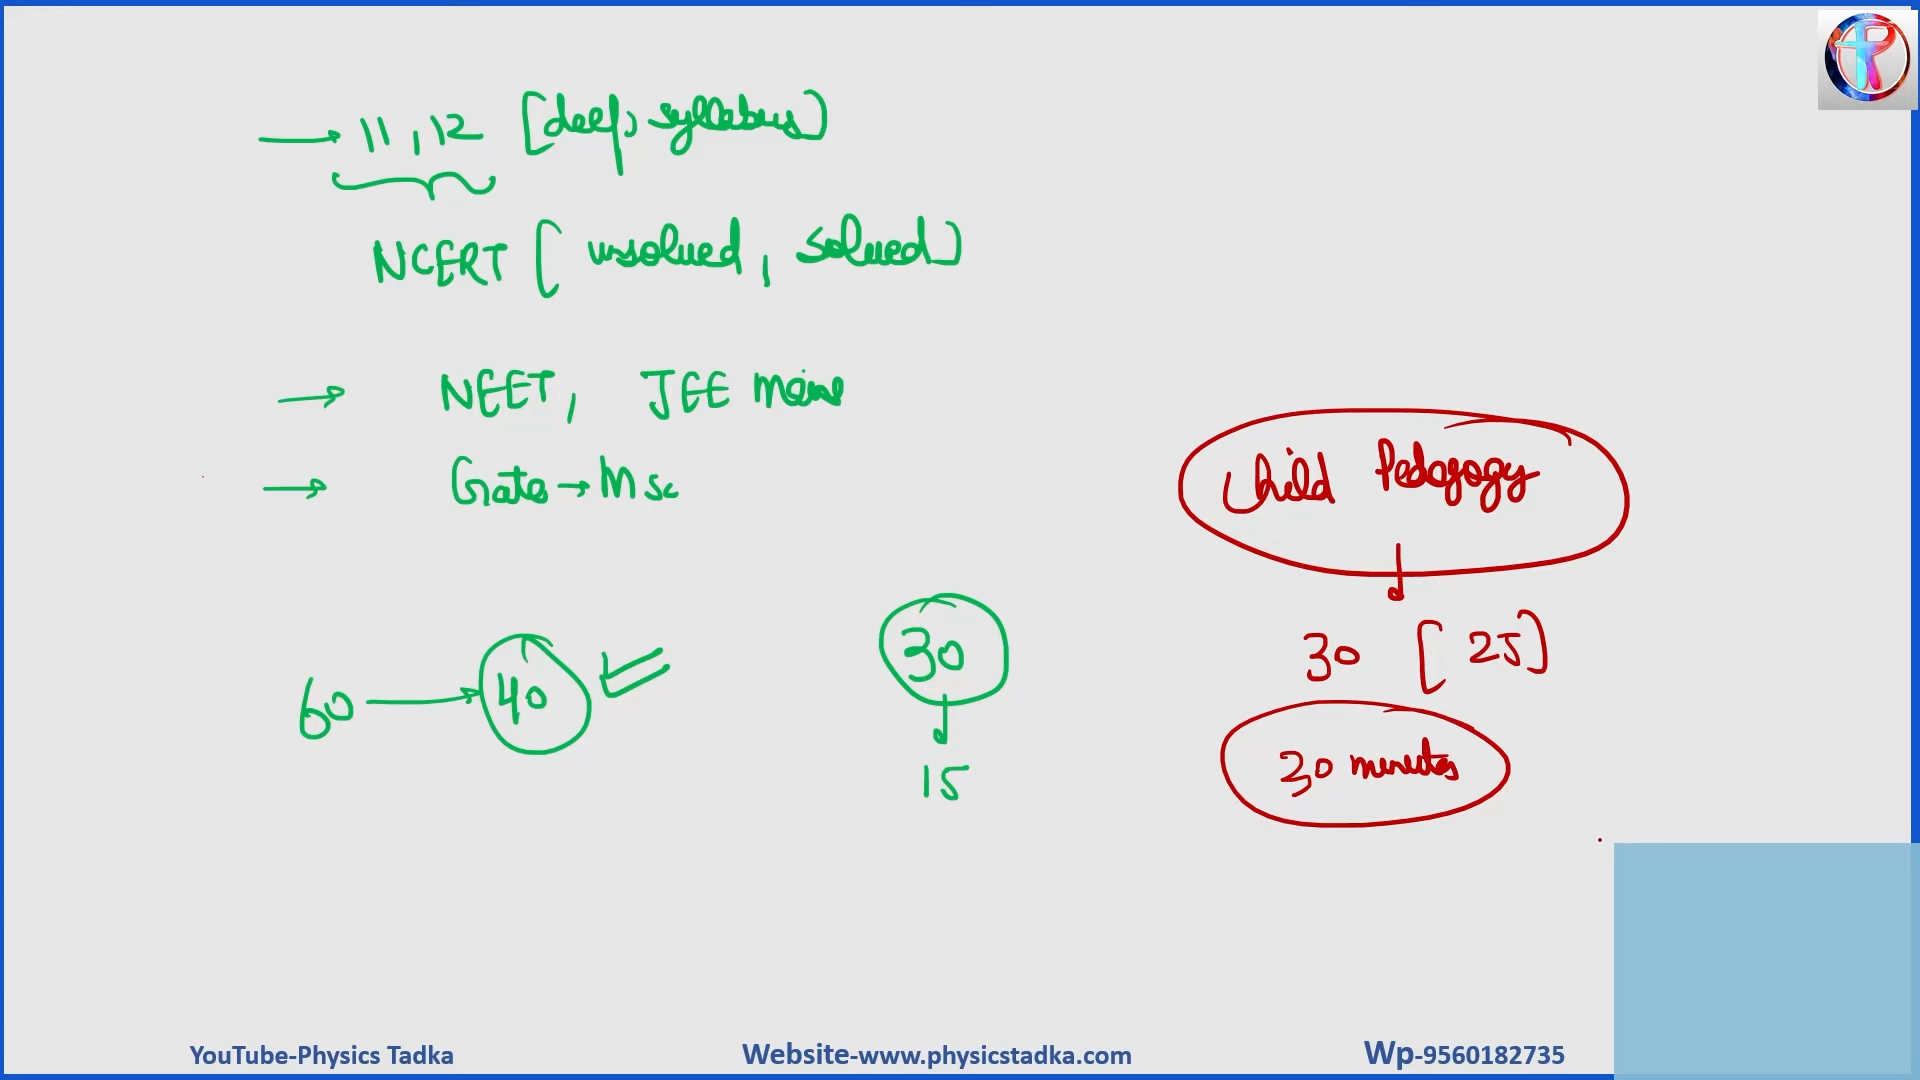 → 11, 12 [deep, syllabus]
NCERT [unsolved, solved]
→ NEET, JEE mains
→ Gate → Msc
Child Pedogogy
60 → 40
30
15
30 [25]
30 minutes
YouTube-Physics Tadka
Website-www.physicstadka.com
Wp-9560182735